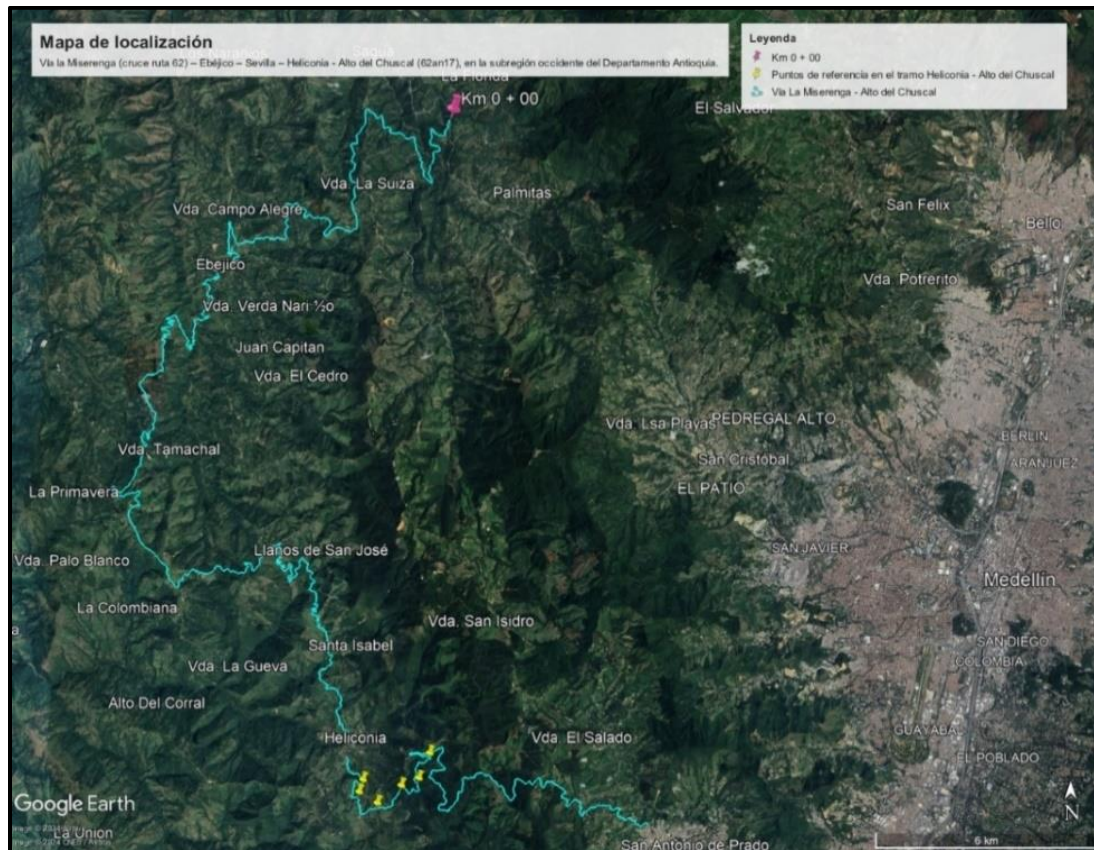 Mapa de localización
Vía la Miserenga (cruce ruta 62) – Ebéjico – Sevilla – Heliconia - Alto del Chuscal (62an17), en la subregión occidente del Departamento Antioquia.
Leyenda
Km 0 + 00
Puntos de referencia en el tramo Heliconia - Alto del Chuscal
Vía La Miserenga - Alto del Chuscal
La Florida
Km 0 + 00
El Salvador
Vda. La Suiza
Palmitas
Vda. Campo Alegre
San Felix
Bello
Ebéjico
Vda. Potrerito
Vda. Verda Nari ½o
Juan Capitan
Vda. El Cedro
Vda. Lsa Playas
PEDREGAL ALTO
BERLIN
Vda. Tamachal
San Cristóbal
ARANJUEZ
La Primavera
EL PATIO
Llanos de San José
SAN JAVIER
Vda. Palo Blanco
Medellín
La Colombiana
Vda. San Isidro
Santa Isabel
SAN DIEGO
Vda. La Gueva
COLOMBIA
Alto Del Corral
Heliconia
Vda. El Salado
GUAYABAL
EL POBLADO
Google Earth
N
La Union
6 km
San Antonio de Prado